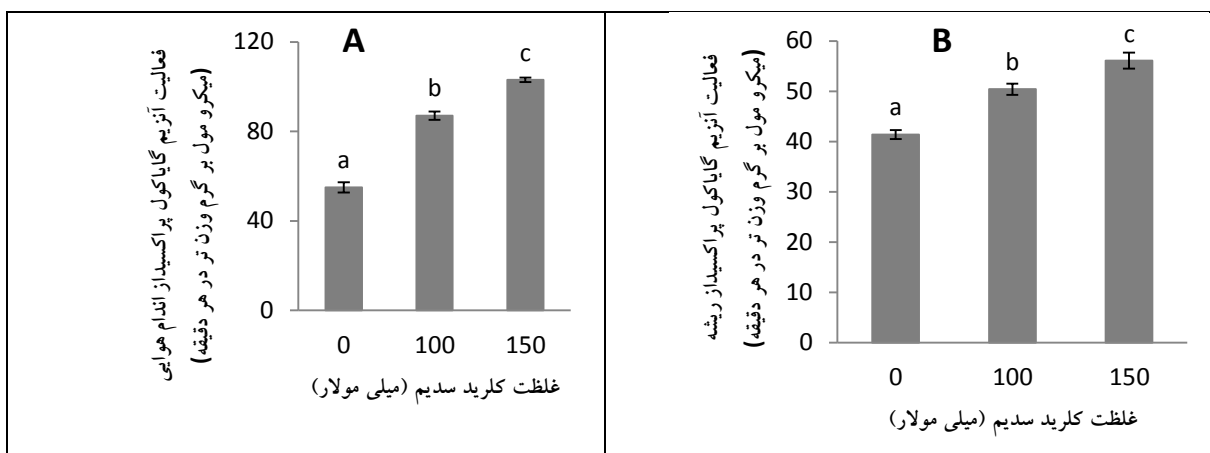 A
فعالیت آنزیم گایاکول پراکسیداز اندام هوایی
(میکرو مول بر گرم وزن تر در هر دقیقه)
120
80
40
0
a
b
c
0 100 150
غلظت کلرید سدیم (میلی مولار)
B
فعالیت آنزیم گایاکول پراکسیداز ریشه
(میکرو مول بر گرم وزن تر در هر دقیقه)
60
50
40
30
20
10
0
a
b
c
0 100 150
غلظت کلرید سدیم (میلی مولار)